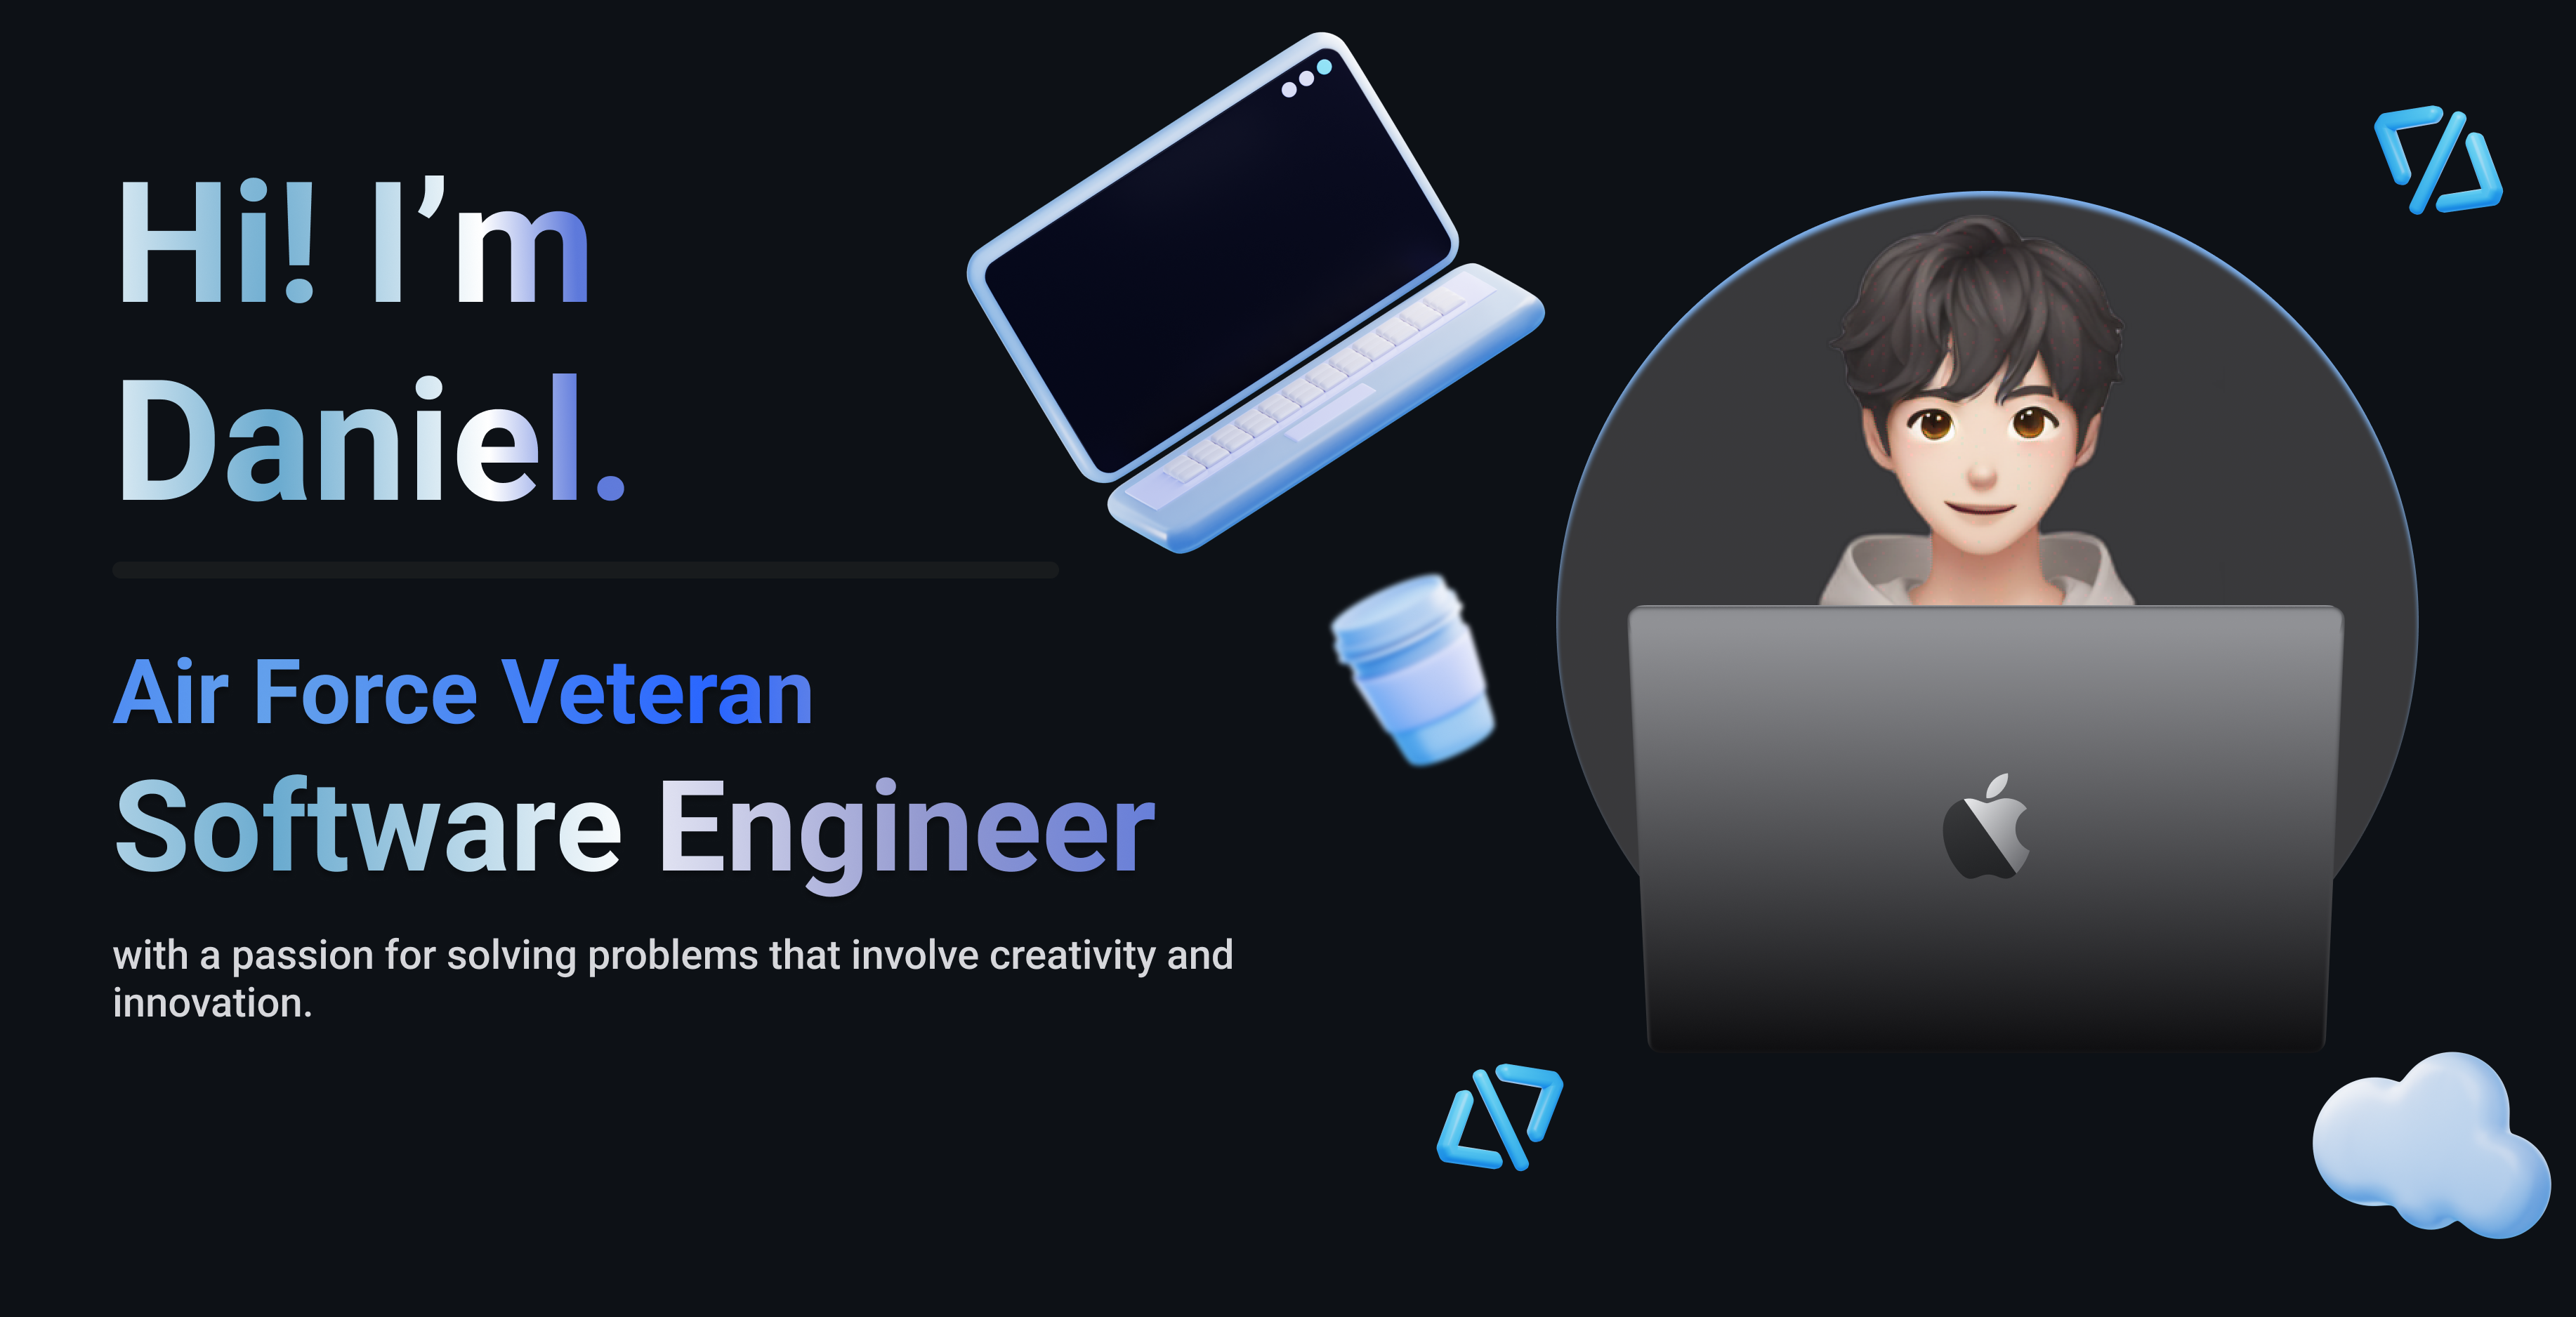 Hi! I’m
Daniel.
Air Force Veteran
Software Engineer
with a passion for solving problems that involve creativity and
innovation.